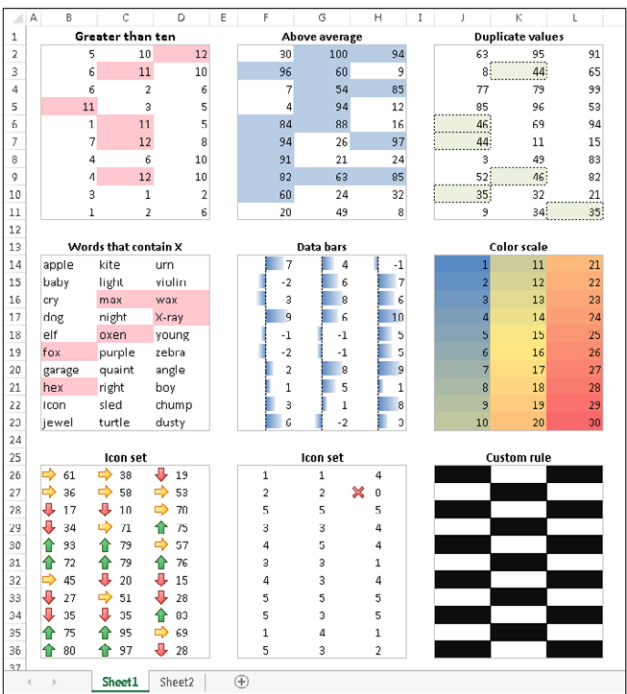 A B C D E F G H I J K L
1 Greater than ten Above average Duplicate values
2 5 10 12 30 100 94 63 95 91
3 6 11 10 96 60 9 8 44 65
4 6 2 6 7 54 85 77 79 99
5 11 3 5 4 94 12 85 96 53
6 1 11 5 84 88 16 46 69 94
7 7 12 8 94 26 97 44 11 15
8 4 6 10 91 21 24 3 49 83
9 4 12 10 82 63 85 52 46 82
10 3 1 2 60 24 32 35 32 21
11 1 2 6 20 49 8 9 34 35
12
13 Words that contain X Data bars Color scale
14 apple kite urn 7 4 -1 1 11 21
15 baby light violin -2 6 7 2 12 22
16 cry max wax 3 8 6 3 13 23
17 dog night X-ray 9 6 10 4 14 24
18 elf oxen young -1 -1 5 5 15 25
19 fox purple zebra -2 -1 5 6 16 26
20 garage quaint angle 2 8 9 7 17 27
21 hex right boy 1 5 1 8 18 28
22 icon sled chump 3 1 8 9 19 29
23 jewel turtle dusty 6 -2 3 10 20 30
24
25 Icon set Icon set Custom rule
26 61 38 19 1 1 4
27 36 58 53 2 2 0
28 17 10 70 5 5 5
29 34 71 75 3 3 4
30 93 79 57 4 5 4
31 72 79 76 3 3 1
32 45 20 15 4 3 4
33 27 51 28 5 5 5
34 35 35 83 5 3 5
35 75 95 69 1 4 1
36 80 97 28 5 3 2
37
Sheet1 Sheet2